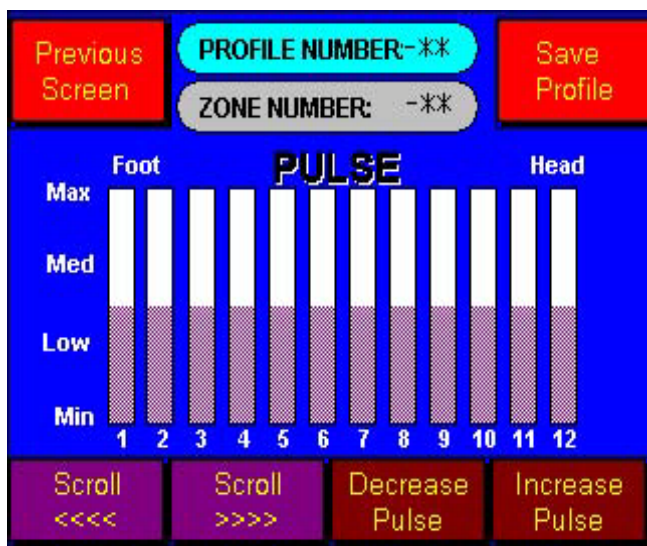 Previous
Screen
PROFILE NUMBER:-**
ZONE NUMBER: -**
Save
Profile
Foot
PULSE
Head
Max
Med
Low
Min
1 2 3 4 5 6 7 8 9 10 11 12
Scroll
<<<<
Scroll
>>>>
Decrease
Pulse
Increase
Pulse